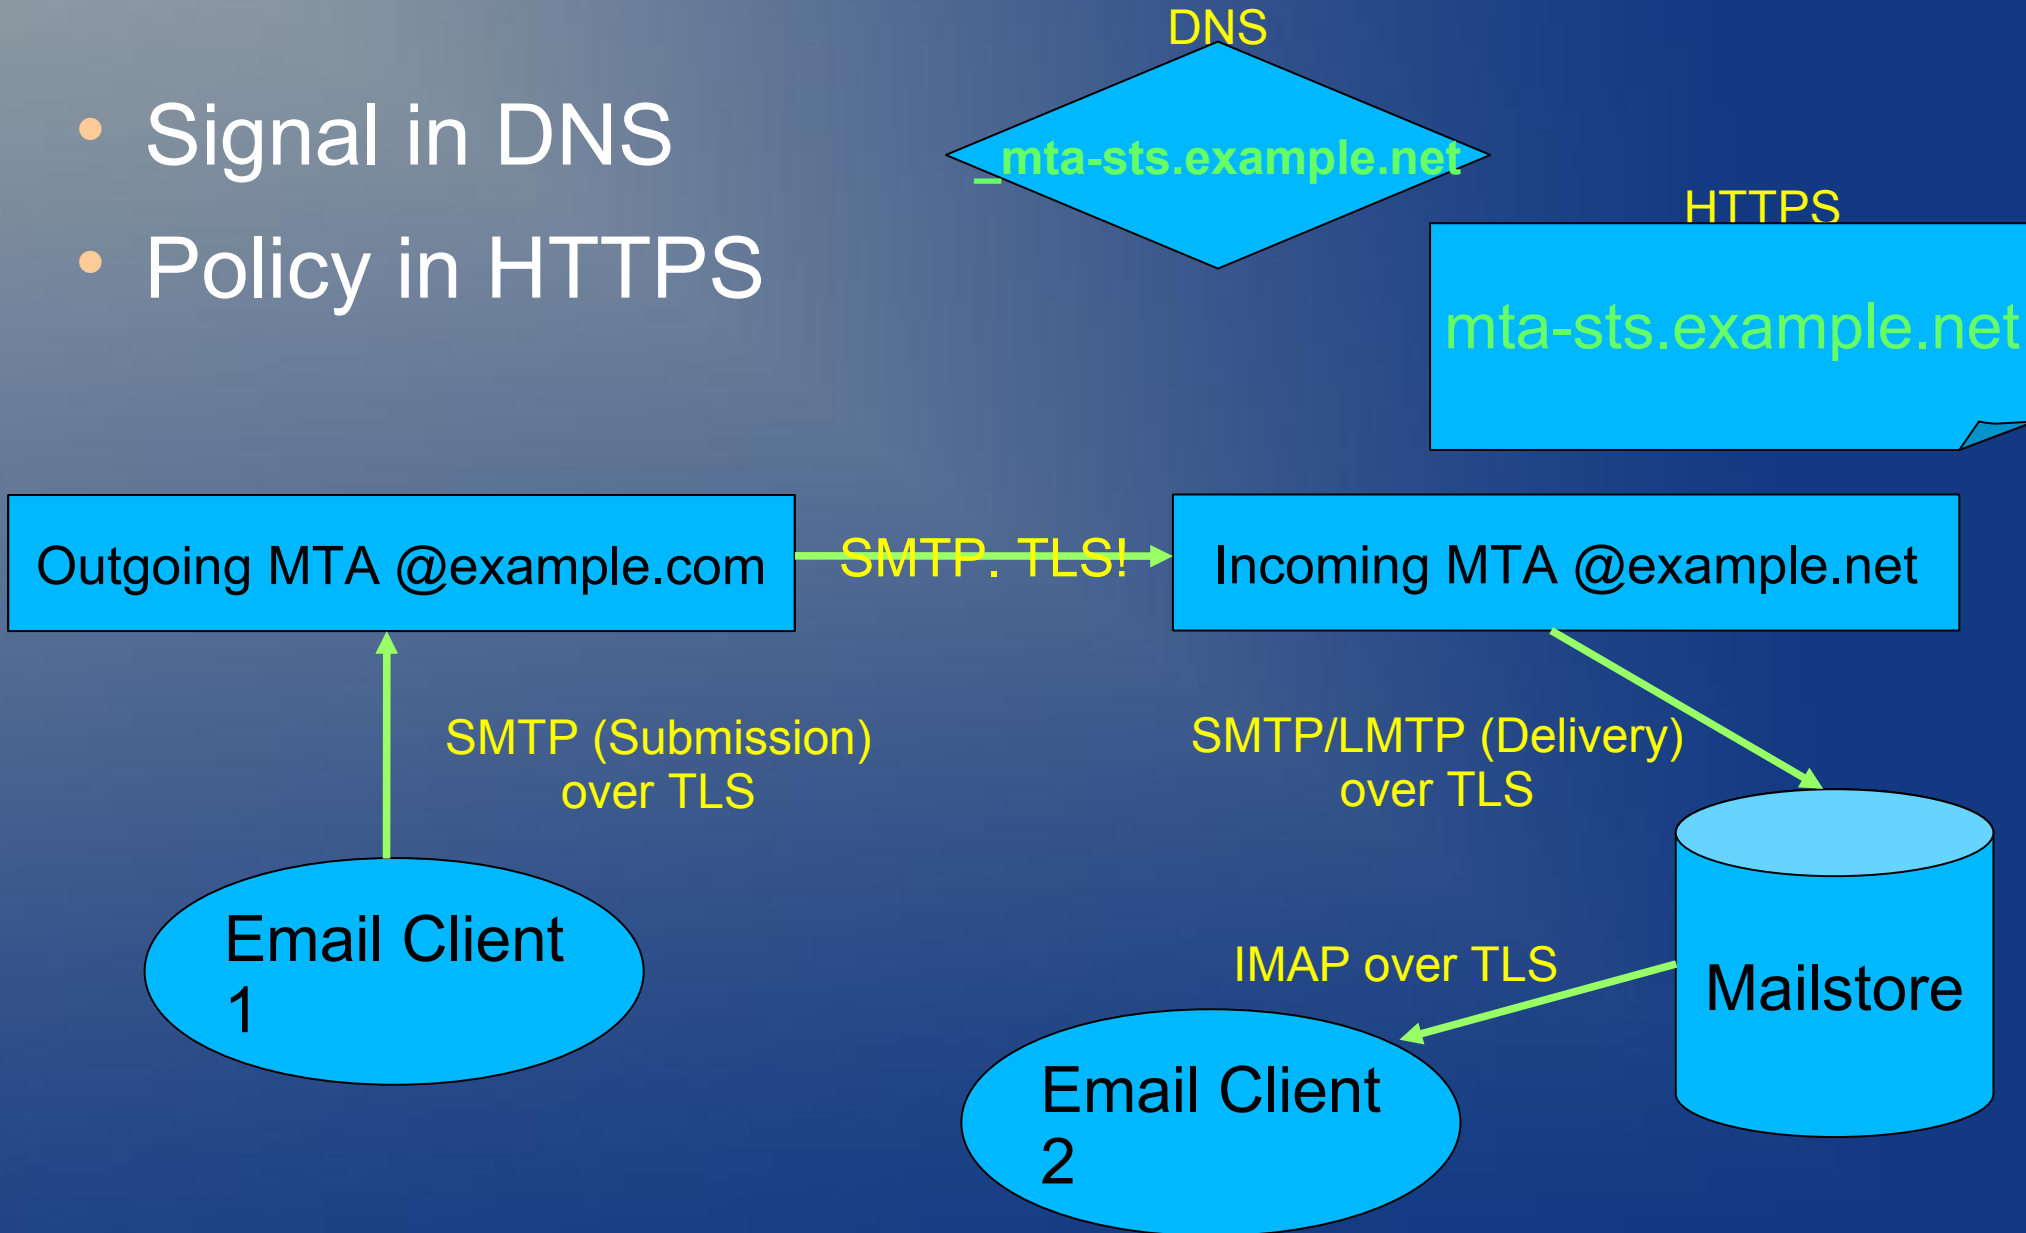 DNS
Signal in DNS
_mta-sts.example.net
HTTPS
Policy in HTTPS
mta-sts.example.net
Outgoing MTA @example.com
SMTP. TLS!
Incoming MTA @example.net
SMTP (Submission)
over TLS
SMTP/LMTP (Delivery)
over TLS
Email Client
1
IMAP over TLS
Mailstore
Email Client
2